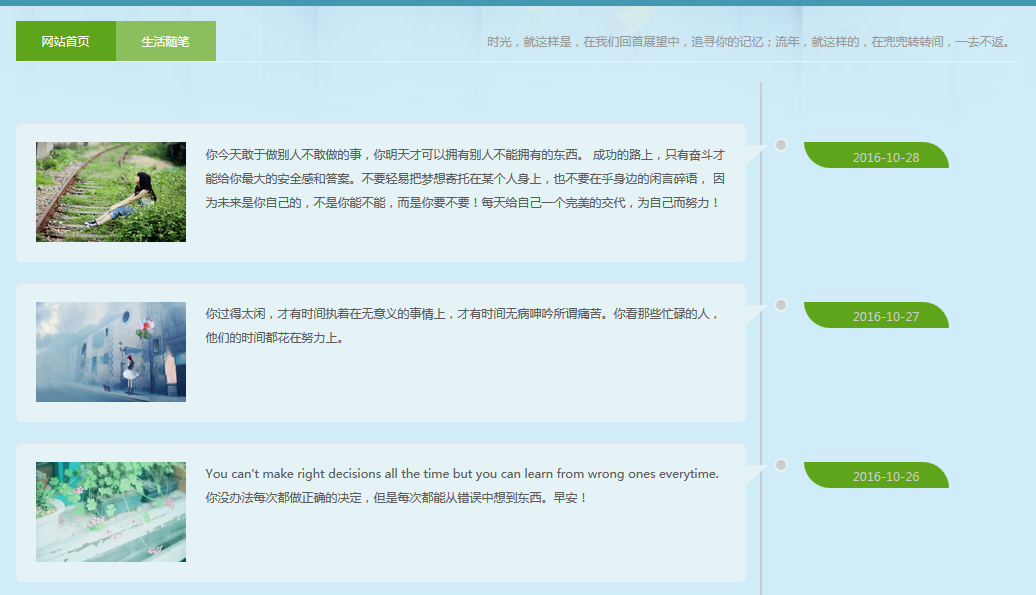 网站首页 生活随笔 时光，就这样是，在我们回首展望中，追寻你的记忆；流年，就这样的，在兜兜转转间，一去不返。
你今天敢于做别人不敢做的事，你明天才可以拥有别人不能拥有的东西。 成功的路上，只有奋斗才
能给你最大的安全感和答案。不要轻易把梦想寄托在某个人身上，也不要在乎身边的闲言碎语， 因
为未来是你自己的，不是你能不能，而是你要不要！每天给自己一个完美的交代，为自己而努力！
2016-10-28
你过得太闲，才有时间执着在无意义的事情上，才有时间无病呻吟所谓痛苦。你看那些忙碌的人，
他们的时间都花在努力上。
2016-10-27
You can't make right decisions all the time but you can learn from wrong ones everytime.
你没办法每次都做正确的决定，但是每次都能从错误中想到东西。早安！
2016-10-26